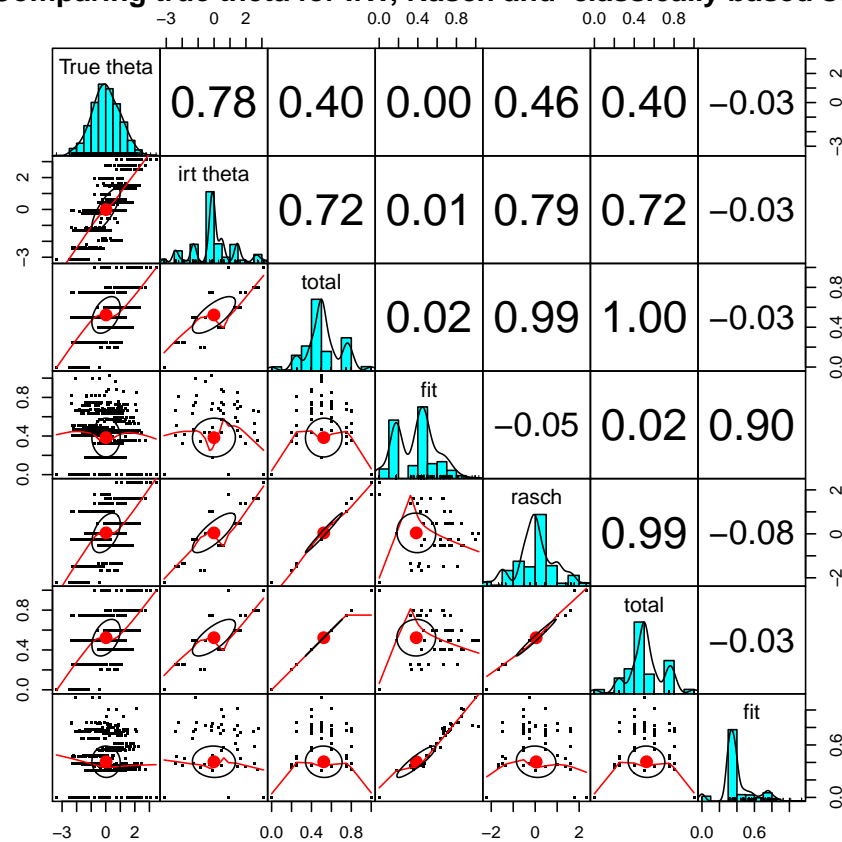 Comparing true theta for IRT, Rasch and classically based
−3 0 2 0.0 0.4 0.8 0.0 0.4 0.8
True theta
0.78 0.40 0.00 0.46 0.40 −0.03
−3 0 2
−3 0 2
irt theta
0.72 0.01 0.79 0.72 −0.03
total
0.02 0.99 1.00 −0.03
0.0 0.4 0.8
0.0 0.4 0.8
fit
−0.05 0.02 0.90
rasch
0.99 −0.08
−2 0 2
0.0 0.4 0.8
total
−0.03
fit
0.0 0.6
−3 0 2 0.0 0.4 0.8 −2 0 2 0.0 0.6